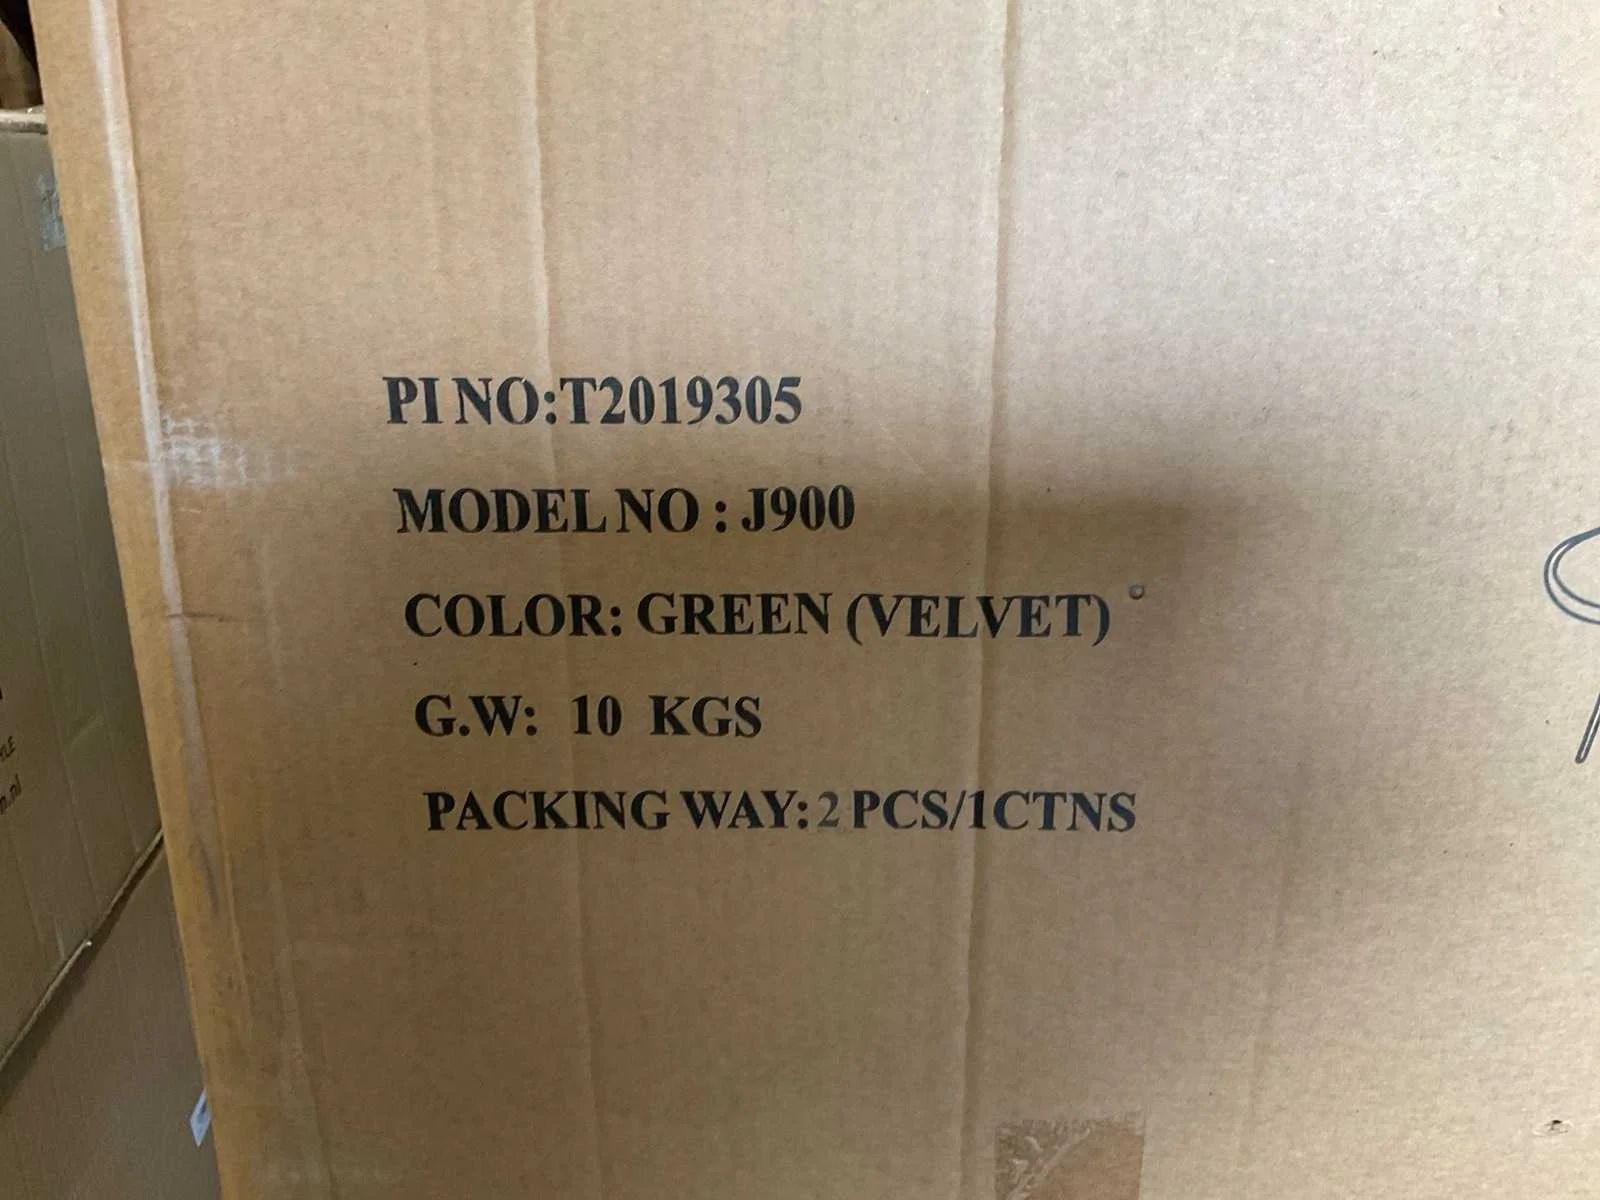 PI NO:T2019305
MODEL NO : J900
COLOR: GREEN (VELVET)
G.W: 10 KGS
PACKING WAY: 2 PCS/1CTNS